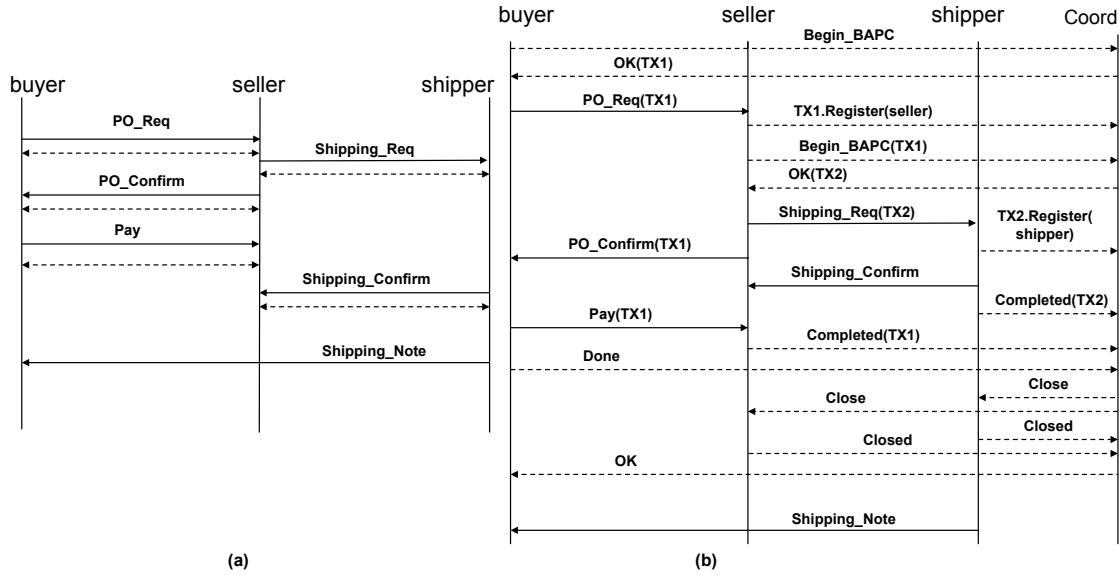 buyer
seller
shipper
PO_Req
Shipping_Req
PO_Confirm
Pay
Shipping_Confirm
Shipping_Note
(a)
buyer
seller
shipper
Coord
Begin_BAPC
OK(TX1)
PO_Req(TX1)
TX1.Register(seller)
Begin_BAPC(TX1)
OK(TX2)
Shipping_Req(TX2)
TX2.Register(
shipper)
PO_Confirm(TX1)
Shipping_Confirm
Completed(TX2)
Pay(TX1)
Completed(TX1)
Done
Close
Close
Closed
Closed
OK
Shipping_Note
(b)